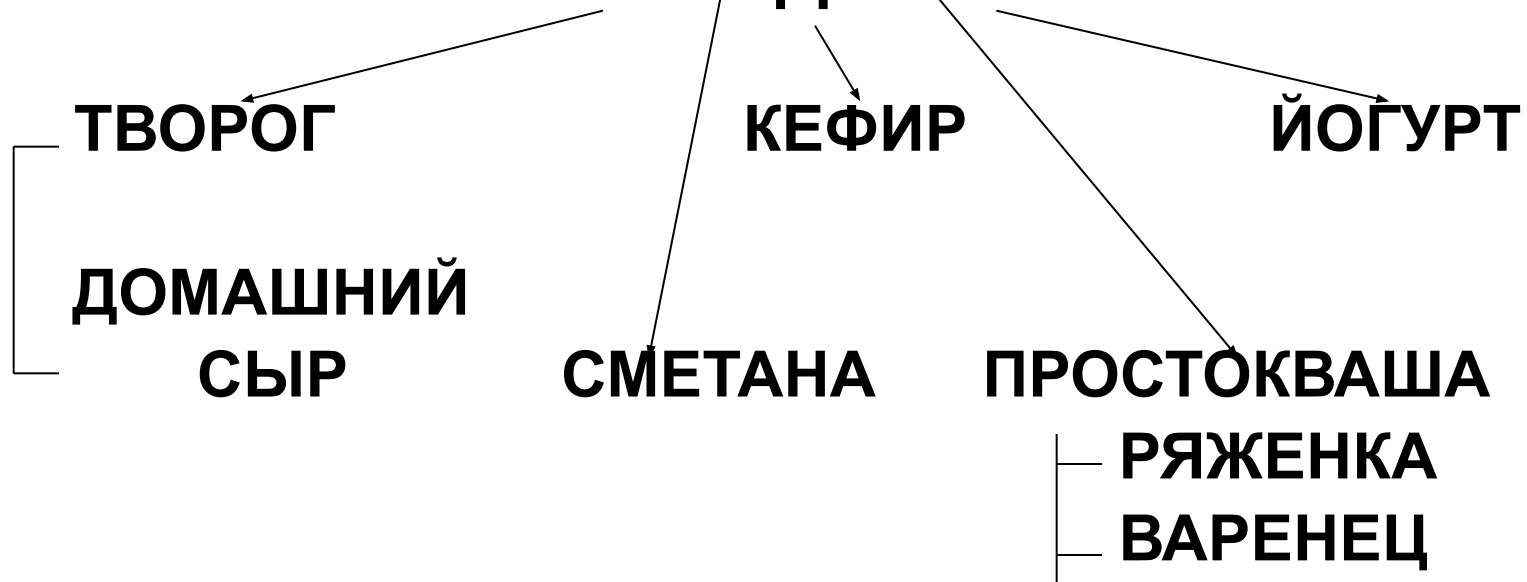 ТВОРОГ КЕФИР ЙОГУРТ
ДОМАШНИЙ
СЫР СМЕТАНА ПРОСТОКВАША
РЯЖЕНКА
ВАРЕНЕЦ